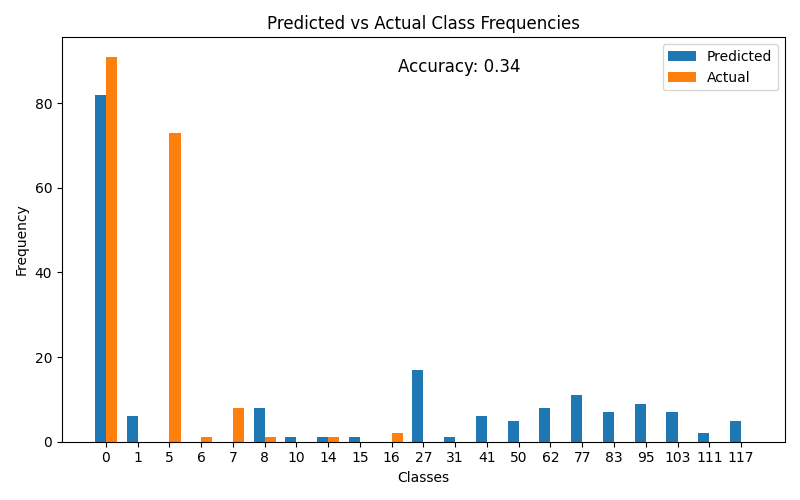 Predicted vs Actual Class Frequencies
Accuracy: 0.34
Predicted
Actual
Frequency
80
60
40
20
0
0 1 5 6 7 8 10 14 15 16 27 31 41 50 62 77 83 95 103 111 117
Classes